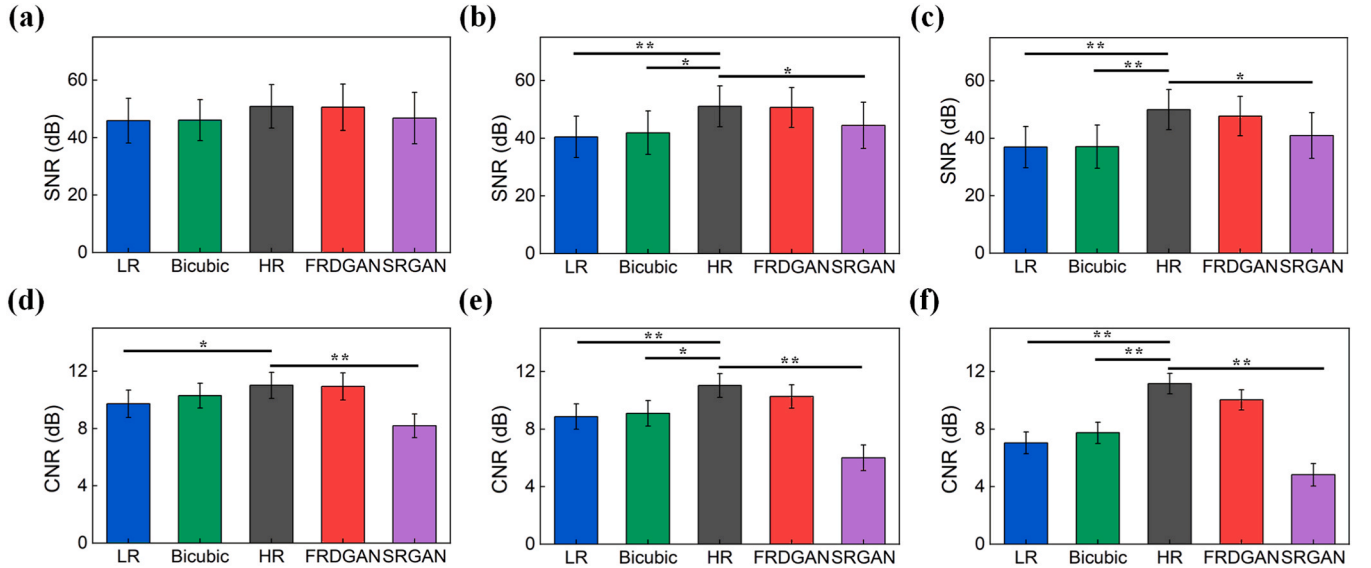 (a)
SNR (dB)
60
40
20
0
LR Bicubic HR FRDGAN SRGAN
(b)
SNR (dB)
60
40
20
0
**
*
*
LR Bicubic HR FRDGAN SRGAN
(c)
SNR (dB)
60
40
20
0
**
**
*
LR Bicubic HR FRDGAN SRGAN
(d)
CNR (dB)
12
8
4
0
*
**
LR Bicubic HR FRDGAN SRGAN
(e)
CNR (dB)
12
8
4
0
**
*
**
LR Bicubic HR FRDGAN SRGAN
(f)
CNR (dB)
12
8
4
0
**
**
**
LR Bicubic HR FRDGAN SRGAN